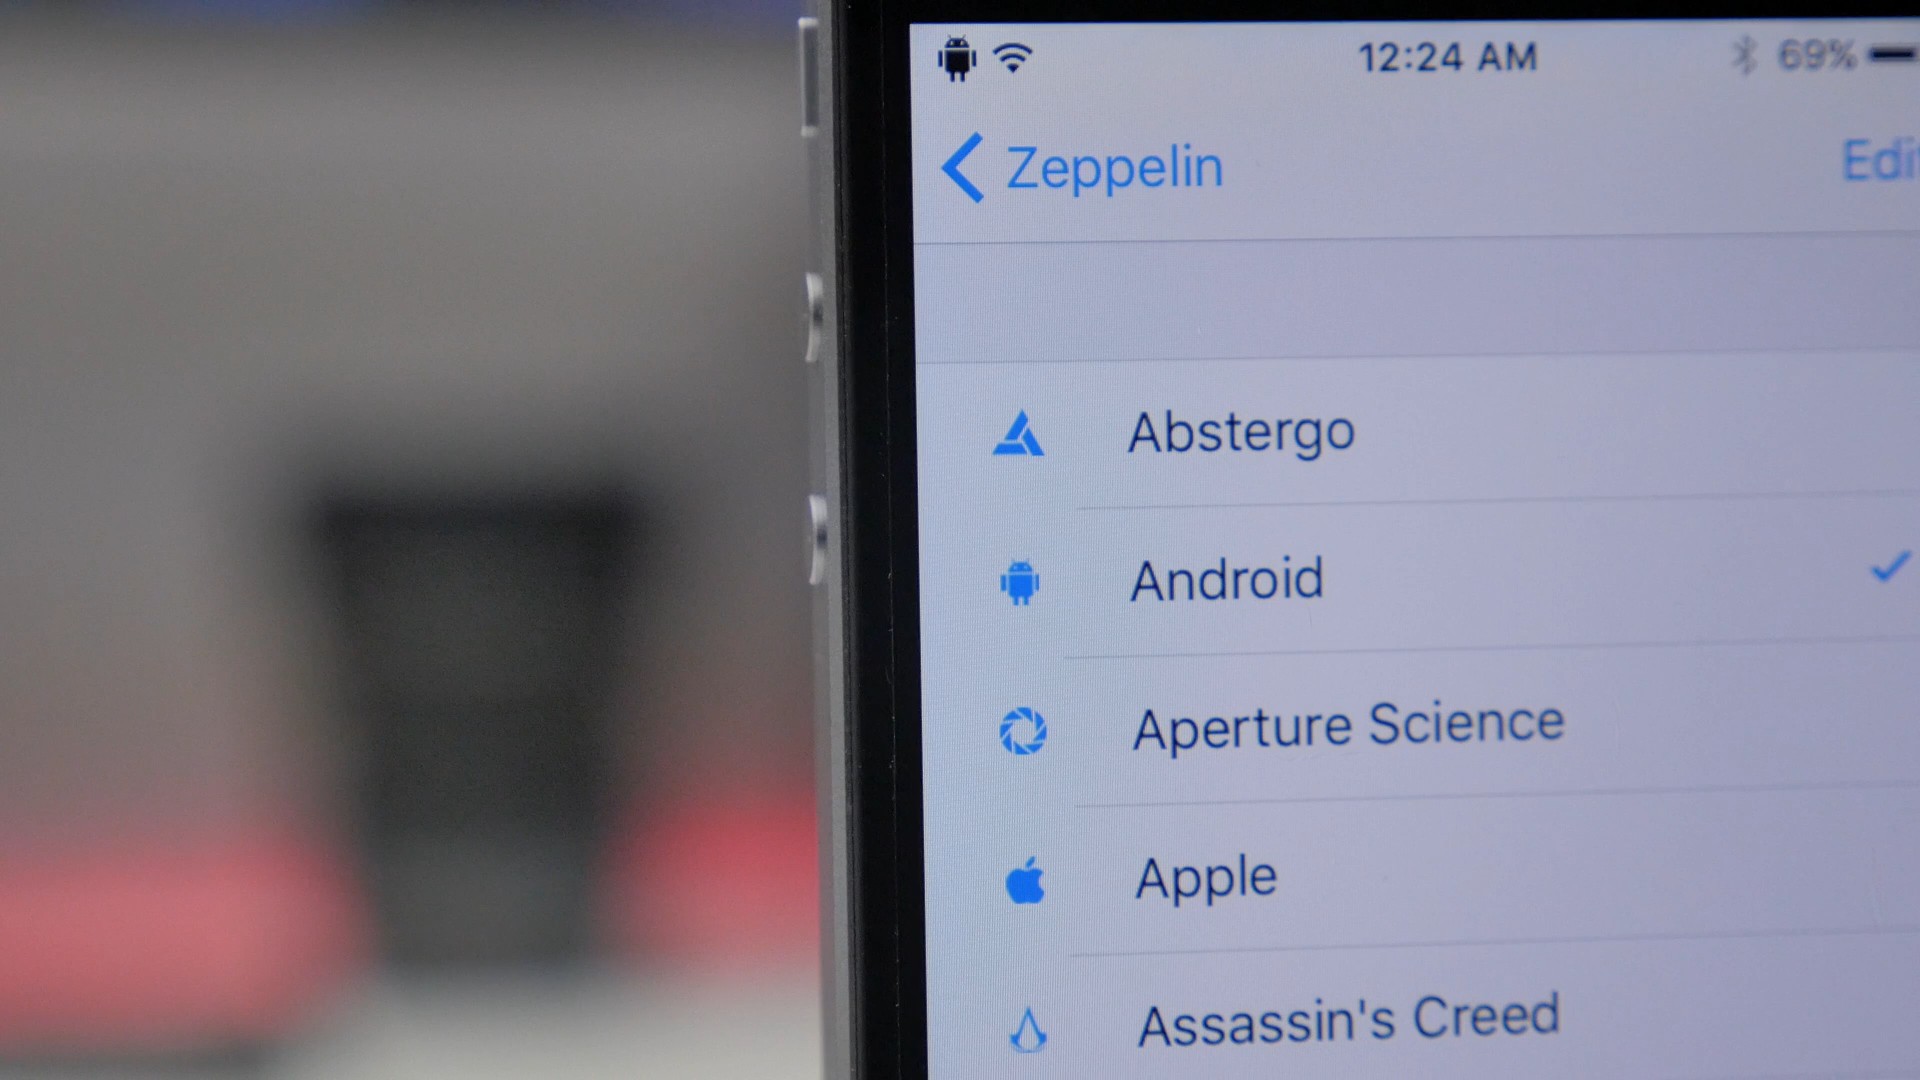 12:24 AM 69%
Zeppelin
Abstergo
Android
Aperture Science
Apple
Assassin's Creed